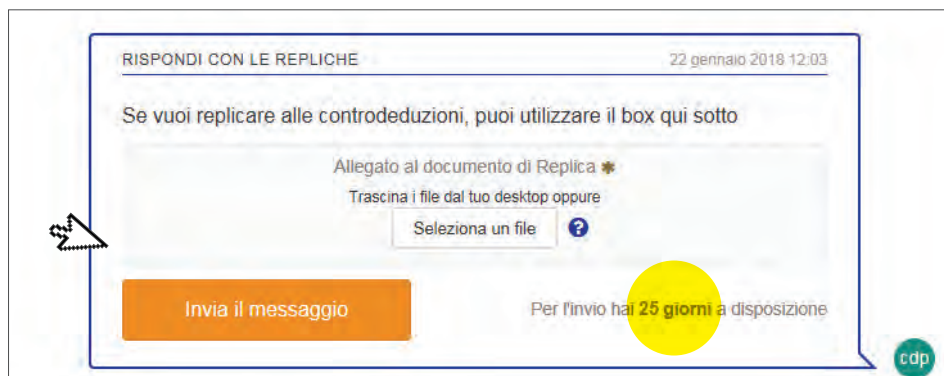 RISPONDI CON LE REPLICHE 22 gennaio 2018 12:03
Se vuoi replicare alle controdeduzioni, puoi utilizzare il box qui sotto
Allegato al documento di Replica ✱
Trascina i file dal tuo desktop oppure
Seleziona un file ?
Invia il messaggio Per l'invio hai 25 giorni a disposizione
cdp